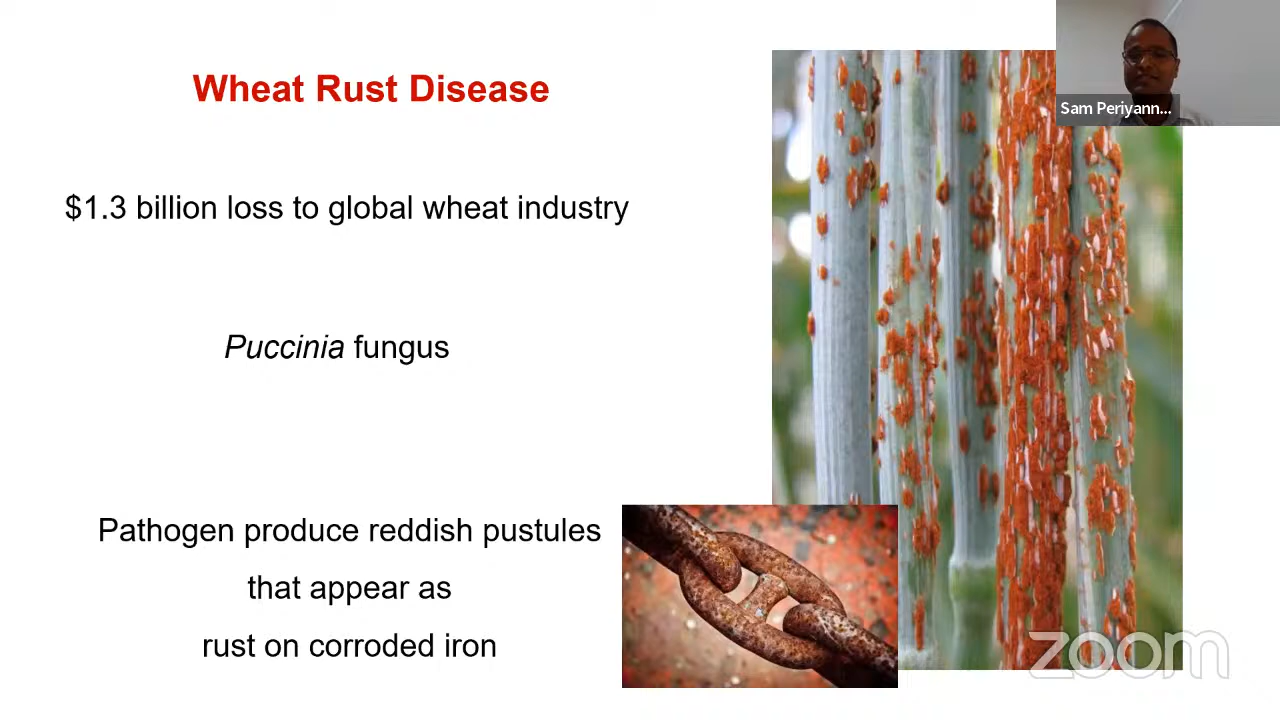 Wheat Rust Disease
Sam Periyann...
$1.3 billion loss to global wheat industry
Puccinia fungus
Pathogen produce reddish pustules
that appear as
rust on corroded iron
zoom